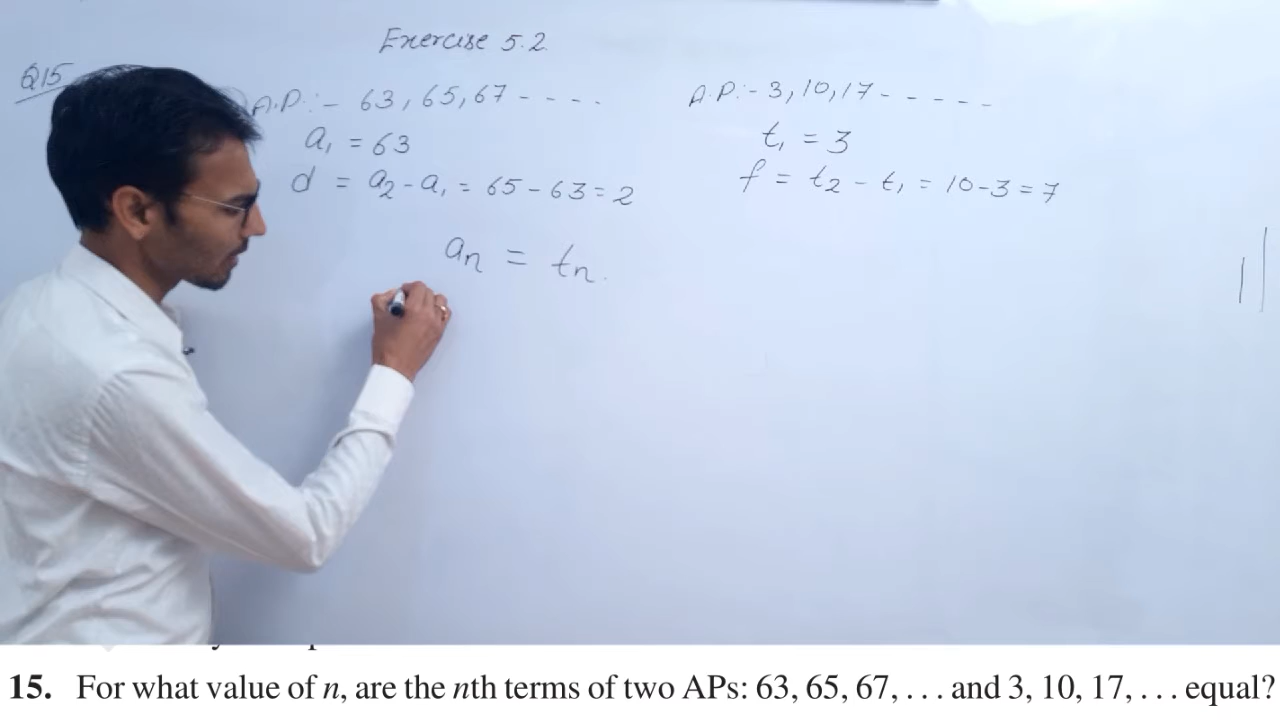 Exercise 5.2
Q15
A.P.:- 63, 65, 67 - - - -
a₁ = 63
d = a₂ - a₁ = 65 - 63 = 2
A.P.:- 3, 10, 17 - - - - -
t₁ = 3
f = t₂ - t₁ = 10 - 3 = 7
aₙ = tₙ.
15. For what value of n, are the nth terms of two APs: 63, 65, 67, . . . and 3, 10, 17, . . . equal?